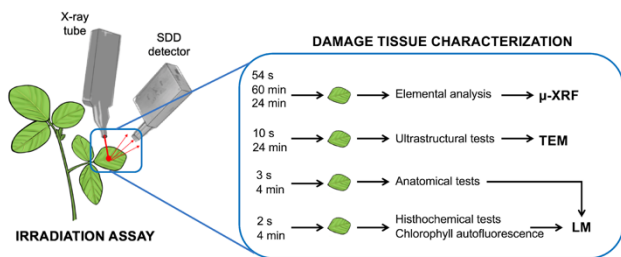 X-ray
tube
SDD
detector
IRRADIATION ASSAY
DAMAGE TISSUE CHARACTERIZATION
54 s
60 min
24 min
Elemental analysis
μ-XRF
10 s
24 min
Ultrastructural tests
TEM
3 s
4 min
Anatomical tests
2 s
4 min
Histhochemical tests
Chlorophyll autofluorescence
LM